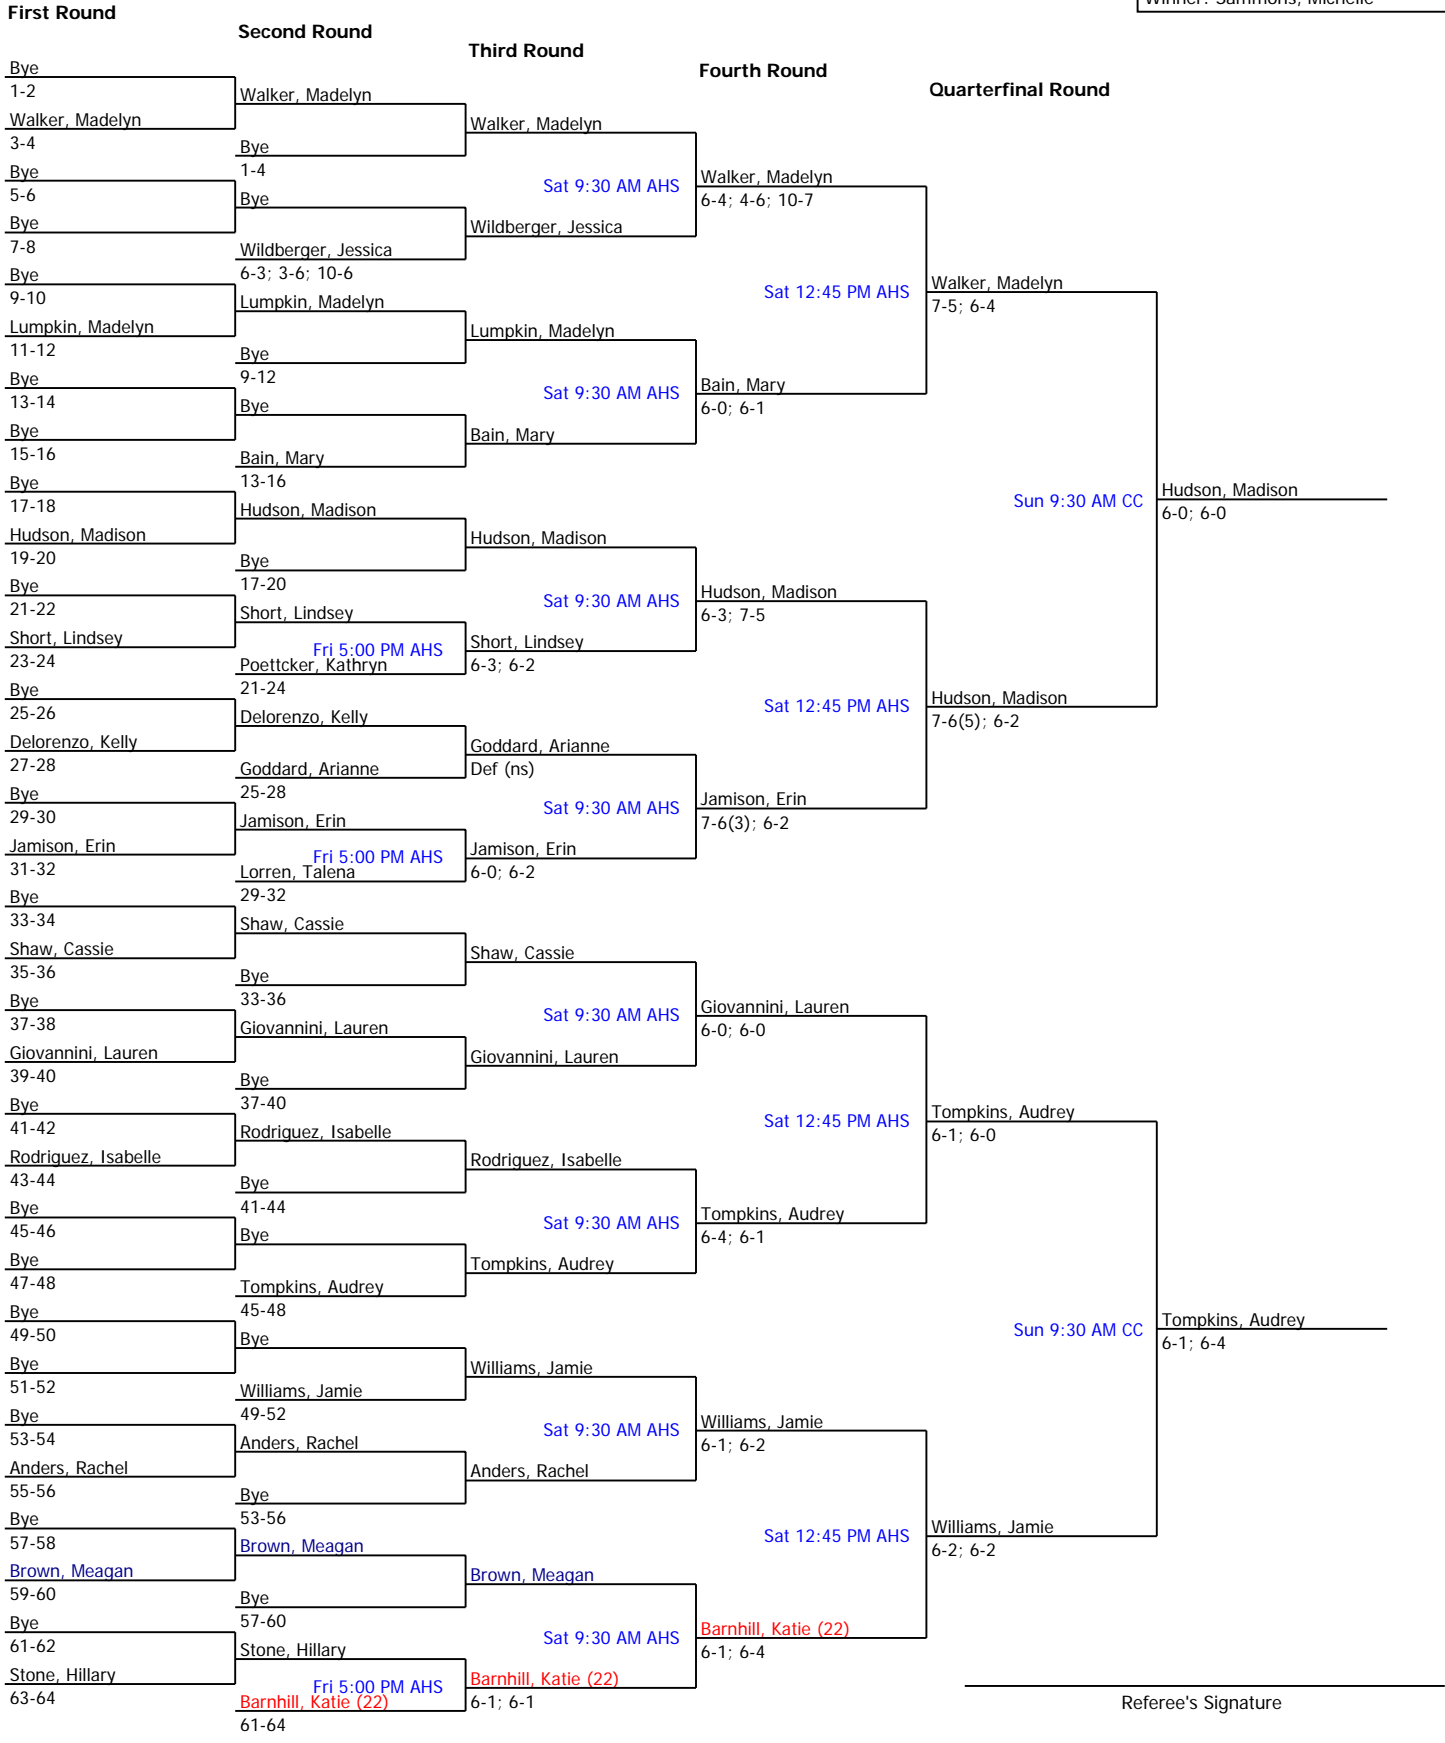 Winner: Sammons, Michelle
First Round
Second Round
Third Round
Fourth Round
Quarterfinal Round
Bye
1-2
Walker, Madelyn
3-4
Bye
5-6
Bye
7-8
Bye
9-10
Lumpkin, Madelyn
11-12
Bye
13-14
Bye
15-16
Bye
17-18
Hudson, Madison
19-20
Bye
21-22
Short, Lindsey
23-24
Bye
25-26
Delorenzo, Kelly
27-28
Bye
29-30
Jamison, Erin
31-32
Bye
33-34
Shaw, Cassie
35-36
Bye
37-38
Giovannini, Lauren
39-40
Bye
41-42
Rodriguez, Isabelle
43-44
Bye
45-46
Bye
47-48
Bye
49-50
Bye
51-52
Bye
53-54
Anders, Rachel
55-56
Bye
57-58
Brown, Meagan
59-60
Bye
61-62
Stone, Hillary
63-64
Walker, Madelyn
Bye
1-4
Bye
Wildberger, Jessica
6-3; 3-6; 10-6
Lumpkin, Madelyn
Bye
9-12
Bye
Bain, Mary
13-16
Hudson, Madison
Bye
17-20
Short, Lindsey
Fri 5:00 PM AHS
Poettcker, Kathryn
21-24
Delorenzo, Kelly
Goddard, Arianne
25-28
Jamison, Erin
Fri 5:00 PM AHS
Lorren, Talena
29-32
Shaw, Cassie
Bye
33-36
Giovannini, Lauren
Bye
37-40
Rodriguez, Isabelle
Bye
41-44
Bye
Tompkins, Audrey
45-48
Bye
Williams, Jamie
49-52
Anders, Rachel
Bye
53-56
Brown, Meagan
Bye
57-60
Stone, Hillary
Fri 5:00 PM AHS
Barnhill, Katie (22)
61-64
Walker, Madelyn
Sat 9:30 AM AHS
Wildberger, Jessica
Lumpkin, Madelyn
Sat 9:30 AM AHS
Bain, Mary
Hudson, Madison
Sat 9:30 AM AHS
Short, Lindsey
6-3; 6-2
Goddard, Arianne
Def (ns)
Sat 9:30 AM AHS
Jamison, Erin
6-0; 6-2
Shaw, Cassie
Sat 9:30 AM AHS
Giovannini, Lauren
Rodriguez, Isabelle
Sat 9:30 AM AHS
Tompkins, Audrey
Williams, Jamie
Sat 9:30 AM AHS
Anders, Rachel
Brown, Meagan
Sat 9:30 AM AHS
Barnhill, Katie (22)
6-1; 6-1
Walker, Madelyn
6-4; 4-6; 10-7
Sat 12:45 PM AHS
Bain, Mary
6-0; 6-1
Hudson, Madison
6-3; 7-5
Sat 12:45 PM AHS
Jamison, Erin
7-6(3); 6-2
Giovannini, Lauren
6-0; 6-0
Sat 12:45 PM AHS
Tompkins, Audrey
6-4; 6-1
Williams, Jamie
6-1; 6-2
Sat 12:45 PM AHS
Barnhill, Katie (22)
6-1; 6-4
Walker, Madelyn
7-5; 6-4
Sun 9:30 AM CC
Hudson, Madison
7-6(5); 6-2
Tompkins, Audrey
6-1; 6-0
Sun 9:30 AM CC
Williams, Jamie
6-2; 6-2
Hudson, Madison
6-0; 6-0
Tompkins, Audrey
6-1; 6-4
Referee's Signature